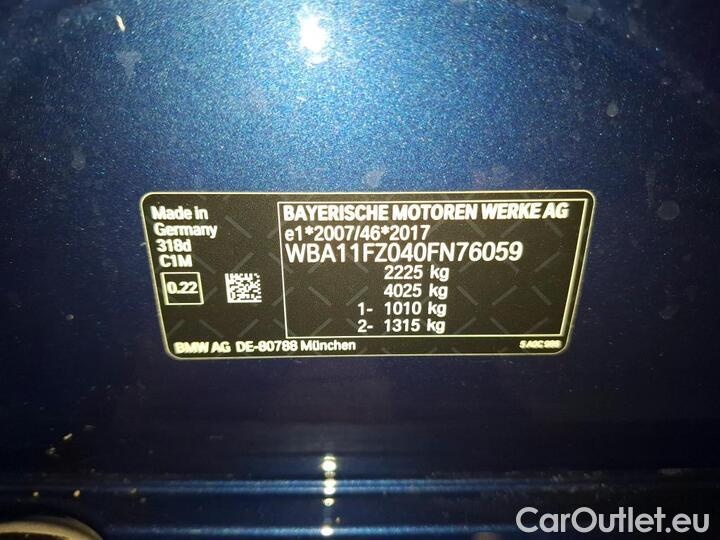 Made in
Germany
318d
C1M
0.22
BAYERISCHE MOTOREN WERKE AG
e1*2007/46*2017
WBA11FZ040FN76059
2225 kg
4025 kg
1- 1010 kg
2- 1315 kg
BMW AG DE-80788 München
CarOutlet.eu